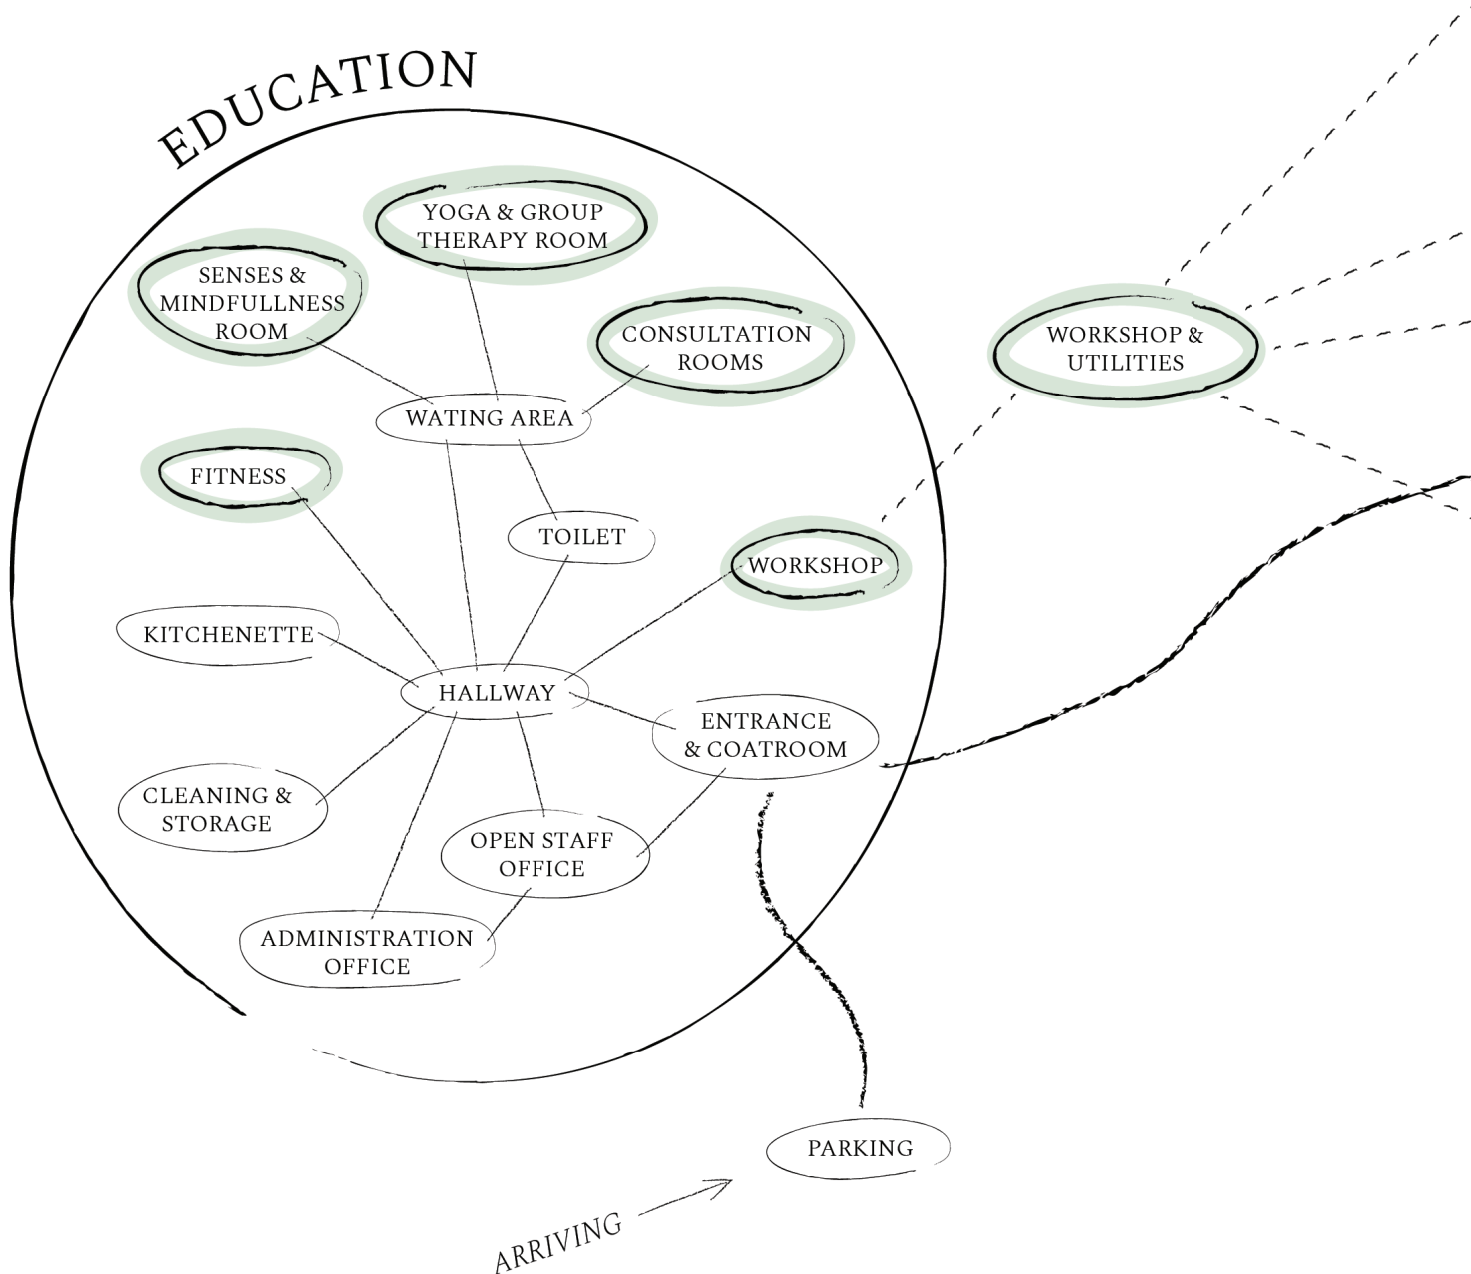 EDUCATION
YOGA & GROUP
THERAPY ROOM
SENSES &
MINDFULLNESS
ROOM
CONSULTATION
ROOMS
WORKSHOP &
UTILITIES
WATING AREA
FITNESS
TOILET
WORKSHOP
KITCHENETTE
HALLWAY
ENTRANCE
& COATROOM
CLEANING &
STORAGE
OPEN STAFF
OFFICE
ADMINISTRATION
OFFICE
PARKING
ARRIVING